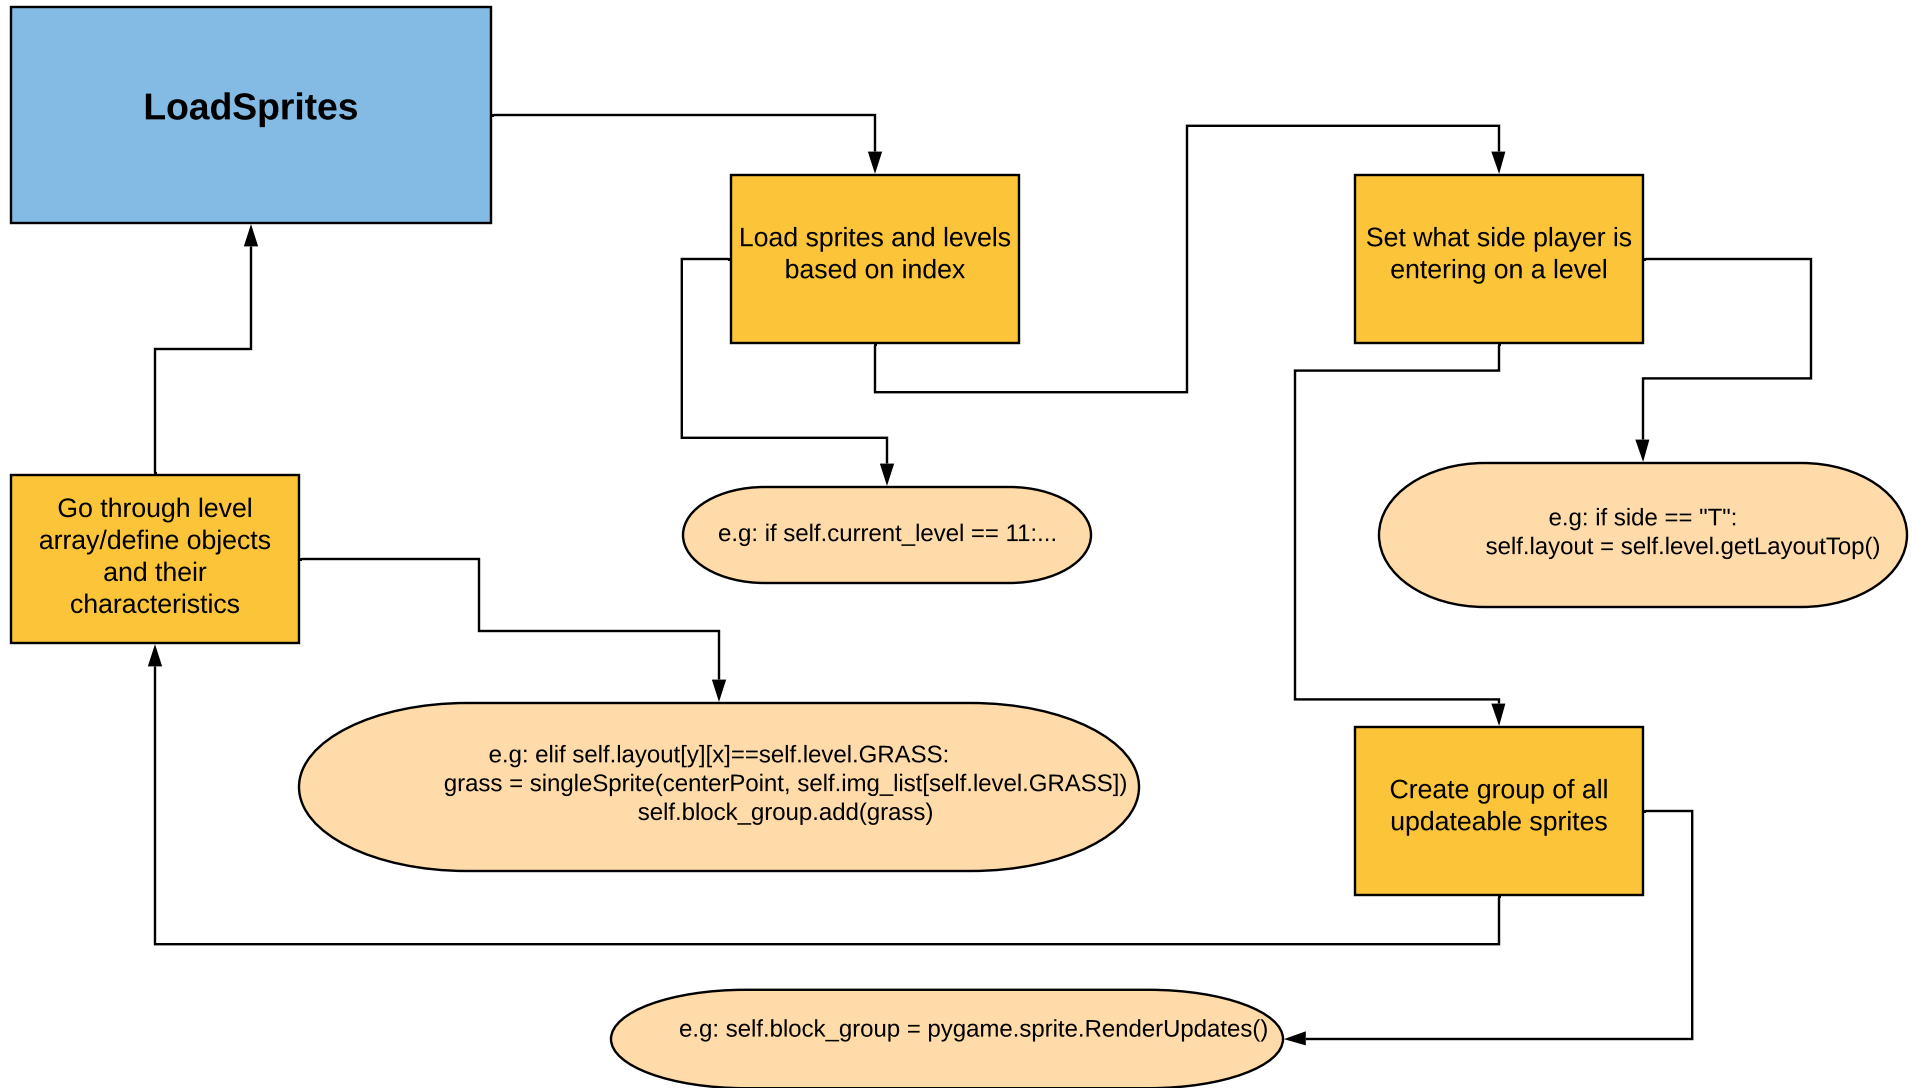 LoadSprites
Load sprites and levels
based on index
Set what side player is
entering on a level
Go through level
array/define objects
and their
characteristics
e.g: if self.current_level == 11:...
e.g: if side == "T":
self.layout = self.level.getLayoutTop()
e.g: elif self.layout[y][x]==self.level.GRASS:
grass = singleSprite(centerPoint, self.img_list[self.level.GRASS])
self.block_group.add(grass)
Create group of all
updateable sprites
e.g: self.block_group = pygame.sprite.RenderUpdates()